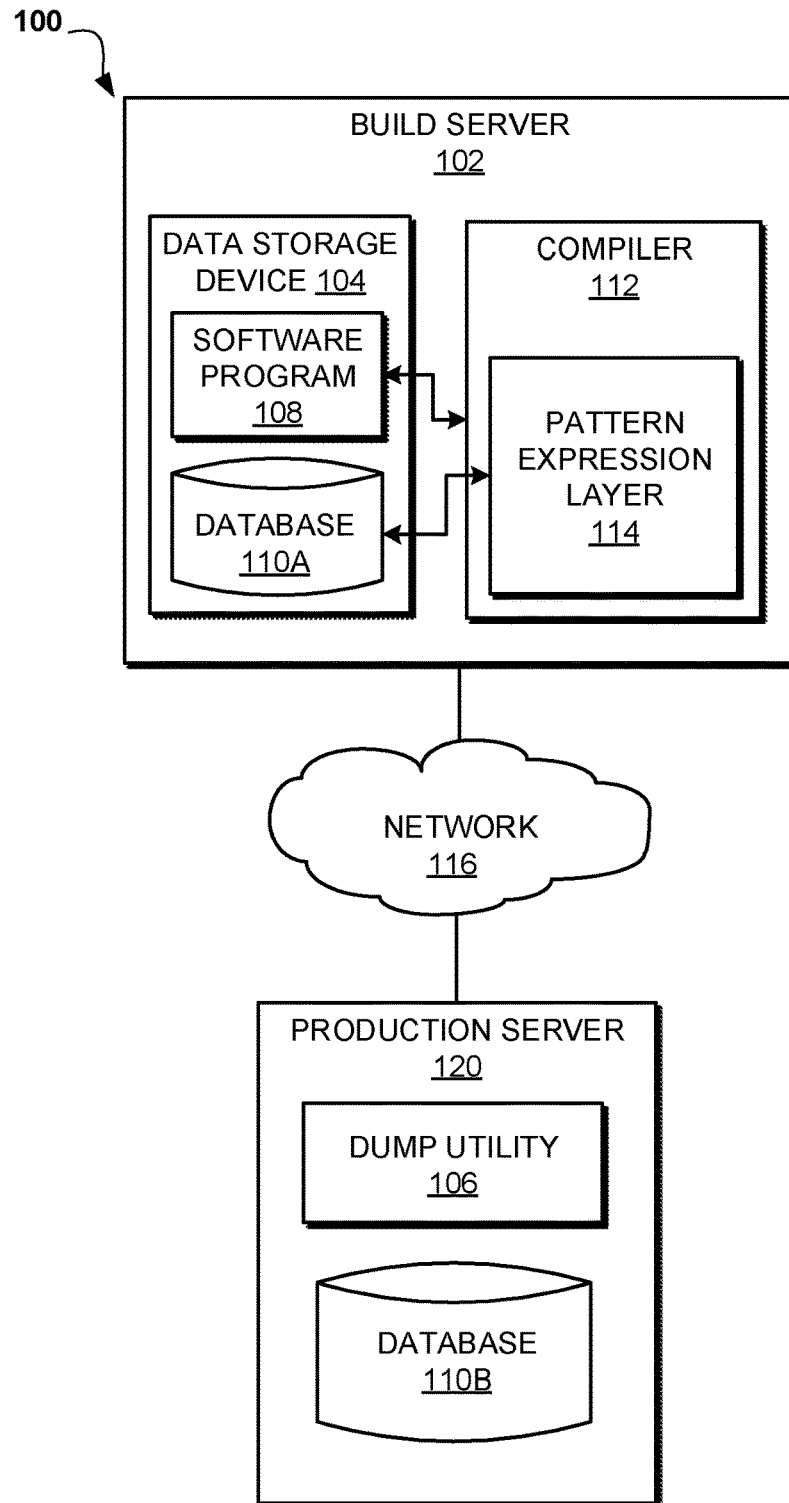 100
BUILD SERVER
102
DATA STORAGE
DEVICE 104
SOFTWARE
PROGRAM
108
DATABASE
110A
COMPILER
112
PATTERN
EXPRESSION
LAYER
114
NETWORK
116
PRODUCTION SERVER
120
DUMP UTILITY
106
DATABASE
110B